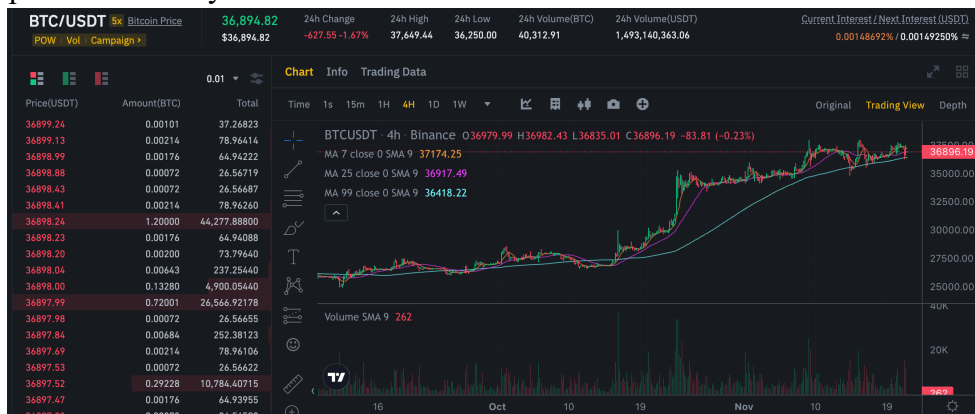 BTC/USDT 5x Bitcoin Price
POW Vol Campaign >
36,894.82
$36,894.82
24h Change
-627.55 -1.67%
24h High
37,649.44
24h Low
36,250.00
24h Volume(BTC)
40,312.91
24h Volume(USDT)
1,493,140,363.06
Current Interest / Next Interest (USDT)
0.00148692% / 0.00149250%
0.01
Price(USDT) Amount(BTC) Total
36899.24 0.00101 37.26823
36899.13 0.00214 78.96414
36898.99 0.00176 64.94222
36898.88 0.00072 26.56719
36898.43 0.00072 26.56687
36898.41 0.00214 78.96260
36898.24 1.20000 44,277.88800
36898.23 0.00176 64.94088
36898.20 0.00200 73.79640
36898.04 0.00643 237.25440
36898.00 0.13280 4,900.05440
36897.99 0.72001 26,566.92178
36897.98 0.00072 26.56655
36897.84 0.00684 252.38123
36897.69 0.00214 78.96106
36897.53 0.00072 26.56622
36897.52 0.29228 10,784.40715
36897.47 0.00176 64.93955
Chart Info Trading Data
Time 1s 15m 1H 4H 1D 1W
Original Trading View Depth
BTCUSDT · 4h · Binance O36979.99 H36982.43 L36835.01 C36896.19 -83.81 (-0.23%)
MA 7 close 0 SMA 9 37174.25
MA 25 close 0 SMA 9 36917.49
MA 99 close 0 SMA 9 36418.22
36896.19
35000.00
32500.00
30000.00
27500.00
25000.00
Volume SMA 9 262
40K
20K
262
16 Oct 10 19 Nov 10 19